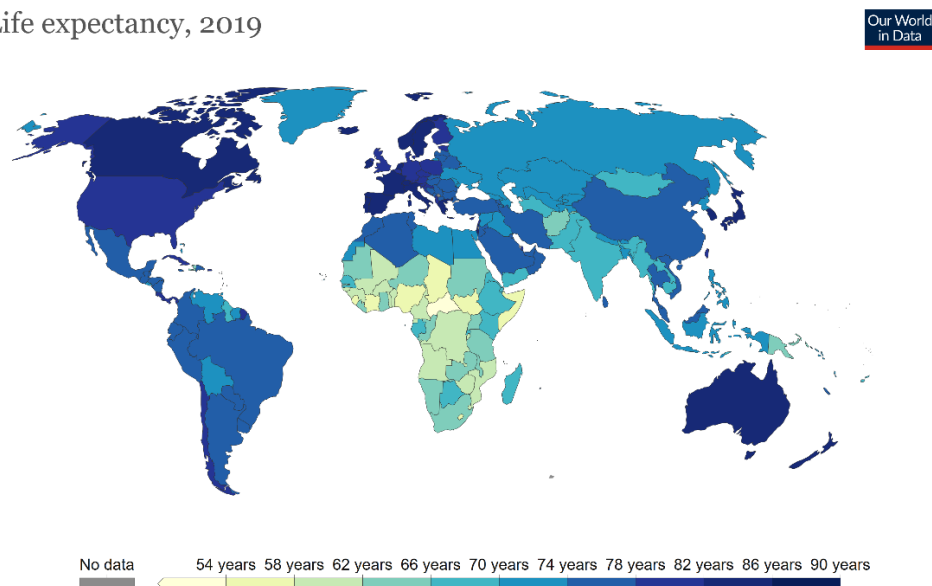 Life expectancy, 2019
Our World
in Data
No data 54 years 58 years 62 years 66 years 70 years 74 years 78 years 82 years 86 years 90 years